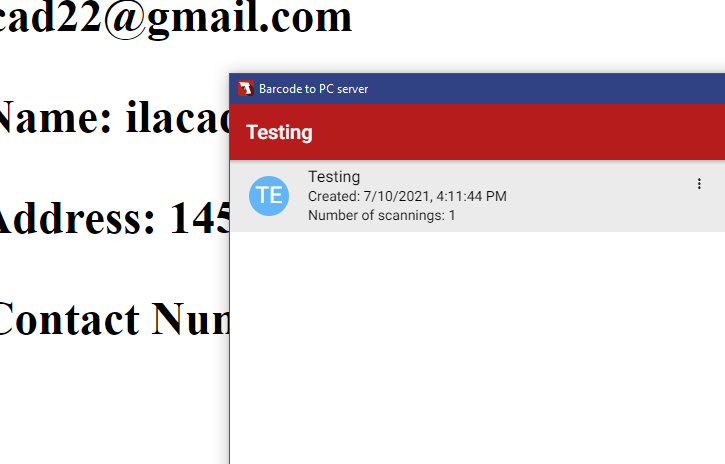 cad22@gmail.com
Name: ilacad
Address: 145
Contact Num
Barcode to PC server
Testing
TE
Testing
Created: 7/10/2021, 4:11:44 PM
Number of scannings: 1